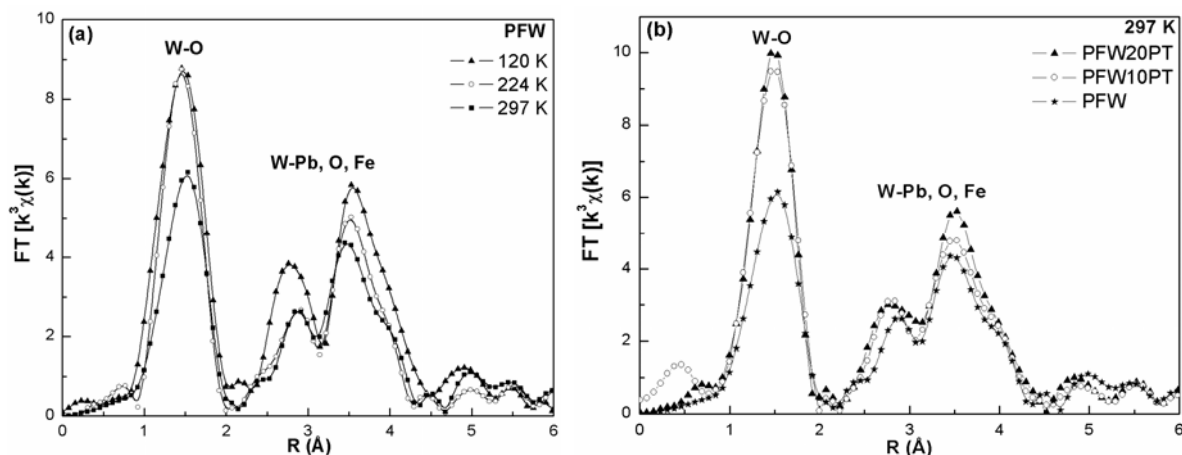 (a)
PFW
W-O
120 K
224 K
297 K
W-Pb, O, Fe
FT [k³χ(k)]
10
8
6
4
2
0
0 1 2 3 4 5 6
R (Å)
(b)
297 K
W-O
PFW20PT
PFW10PT
PFW
W-Pb, O, Fe
FT [k³χ(k)]
10
8
6
4
2
0
0 1 2 3 4 5 6
R (Å)